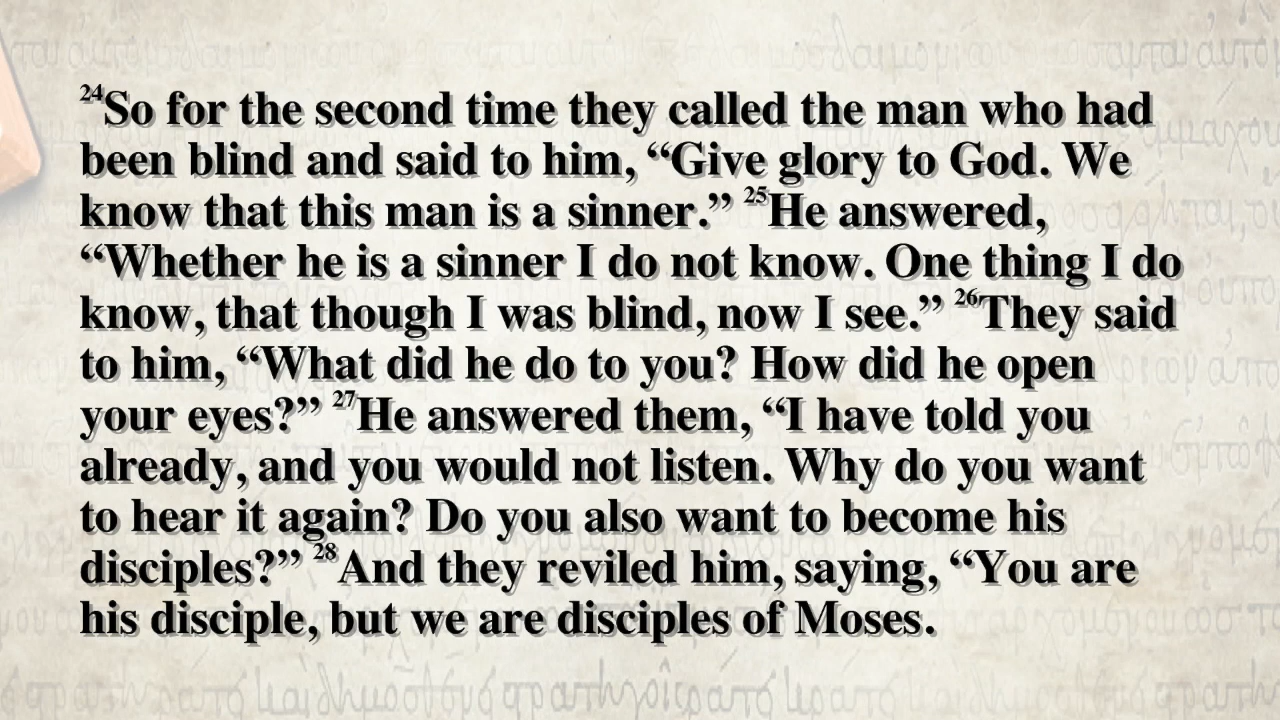 24So for the second time they called the man who had
been blind and said to him, “Give glory to God. We
know that this man is a sinner.” 25He answered,
“Whether he is a sinner I do not know. One thing I do
know, that though I was blind, now I see.” 26They said
to him, “What did he do to you? How did he open
your eyes?” 27He answered them, “I have told you
already, and you would not listen. Why do you want
to hear it again? Do you also want to become his
disciples?” 28And they reviled him, saying, “You are
his disciple, but we are disciples of Moses.